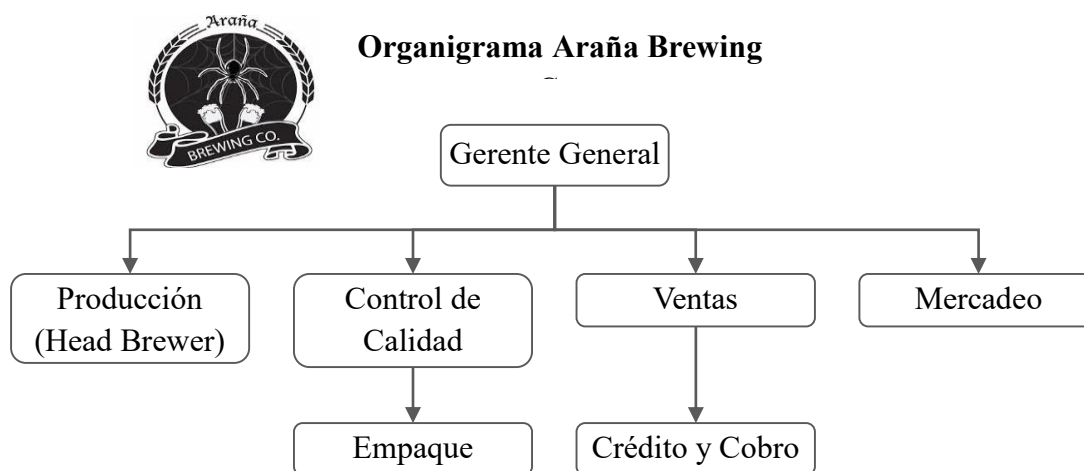 Araña
BREWING CO.
Organigrama Araña Brewing
Gerente General
Producción
(Head Brewer)
Control de
Calidad
Ventas
Mercadeo
Empaque
Crédito y Cobro